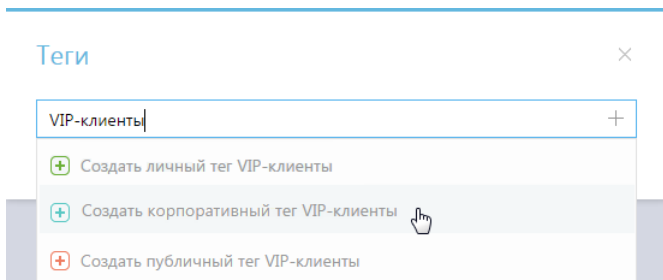 Теги
VIP-клиенты
Создать личный тег VIP-клиенты
Создать корпоративный тег VIP-клиенты
Создать публичный тег VIP-клиенты